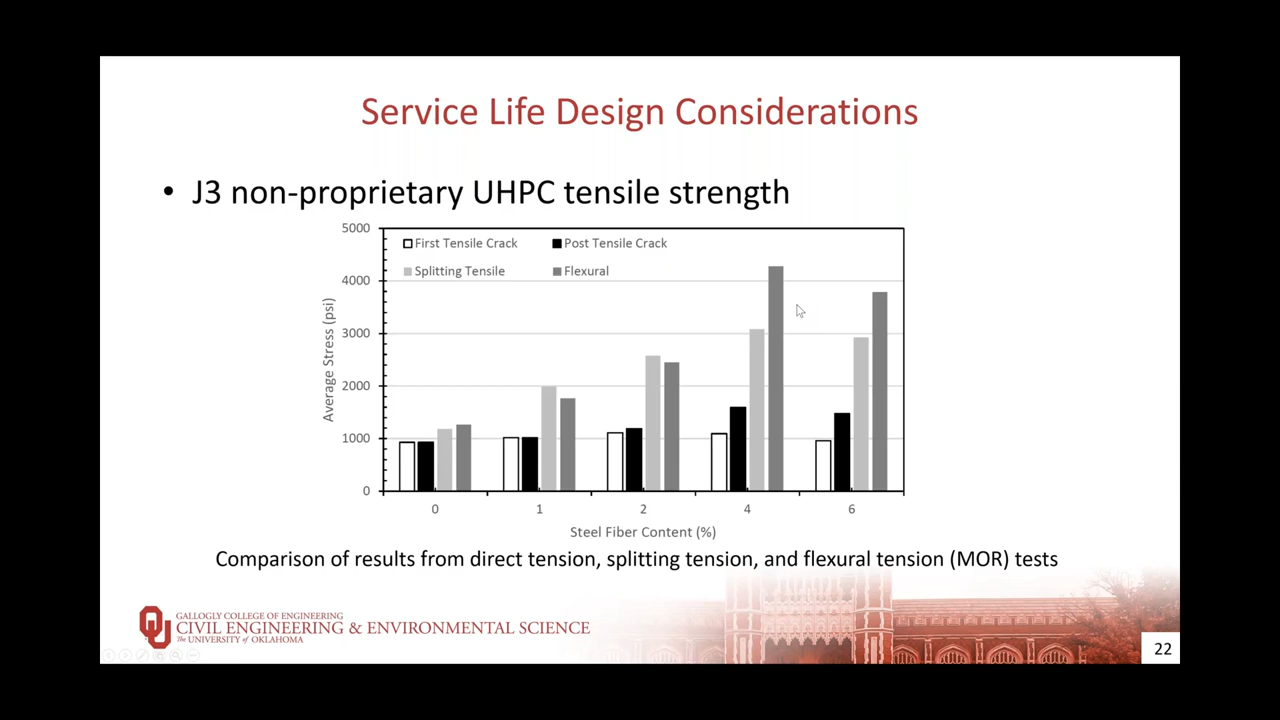 Service Life Design Considerations
• J3 non-proprietary UHPC tensile strength
5000
4000
3000
2000
1000
0
Average Stress (psi)
First Tensile Crack
Post Tensile Crack
Splitting Tensile
Flexural
0 1 2 4 6
Steel Fiber Content (%)
Comparison of results from direct tension, splitting tension, and flexural tension (MOR) tests
GALLOGLY COLLEGE OF ENGINEERING
CIVIL ENGINEERING & ENVIRONMENTAL SCIENCE
The UNIVERSITY of OKLAHOMA
22